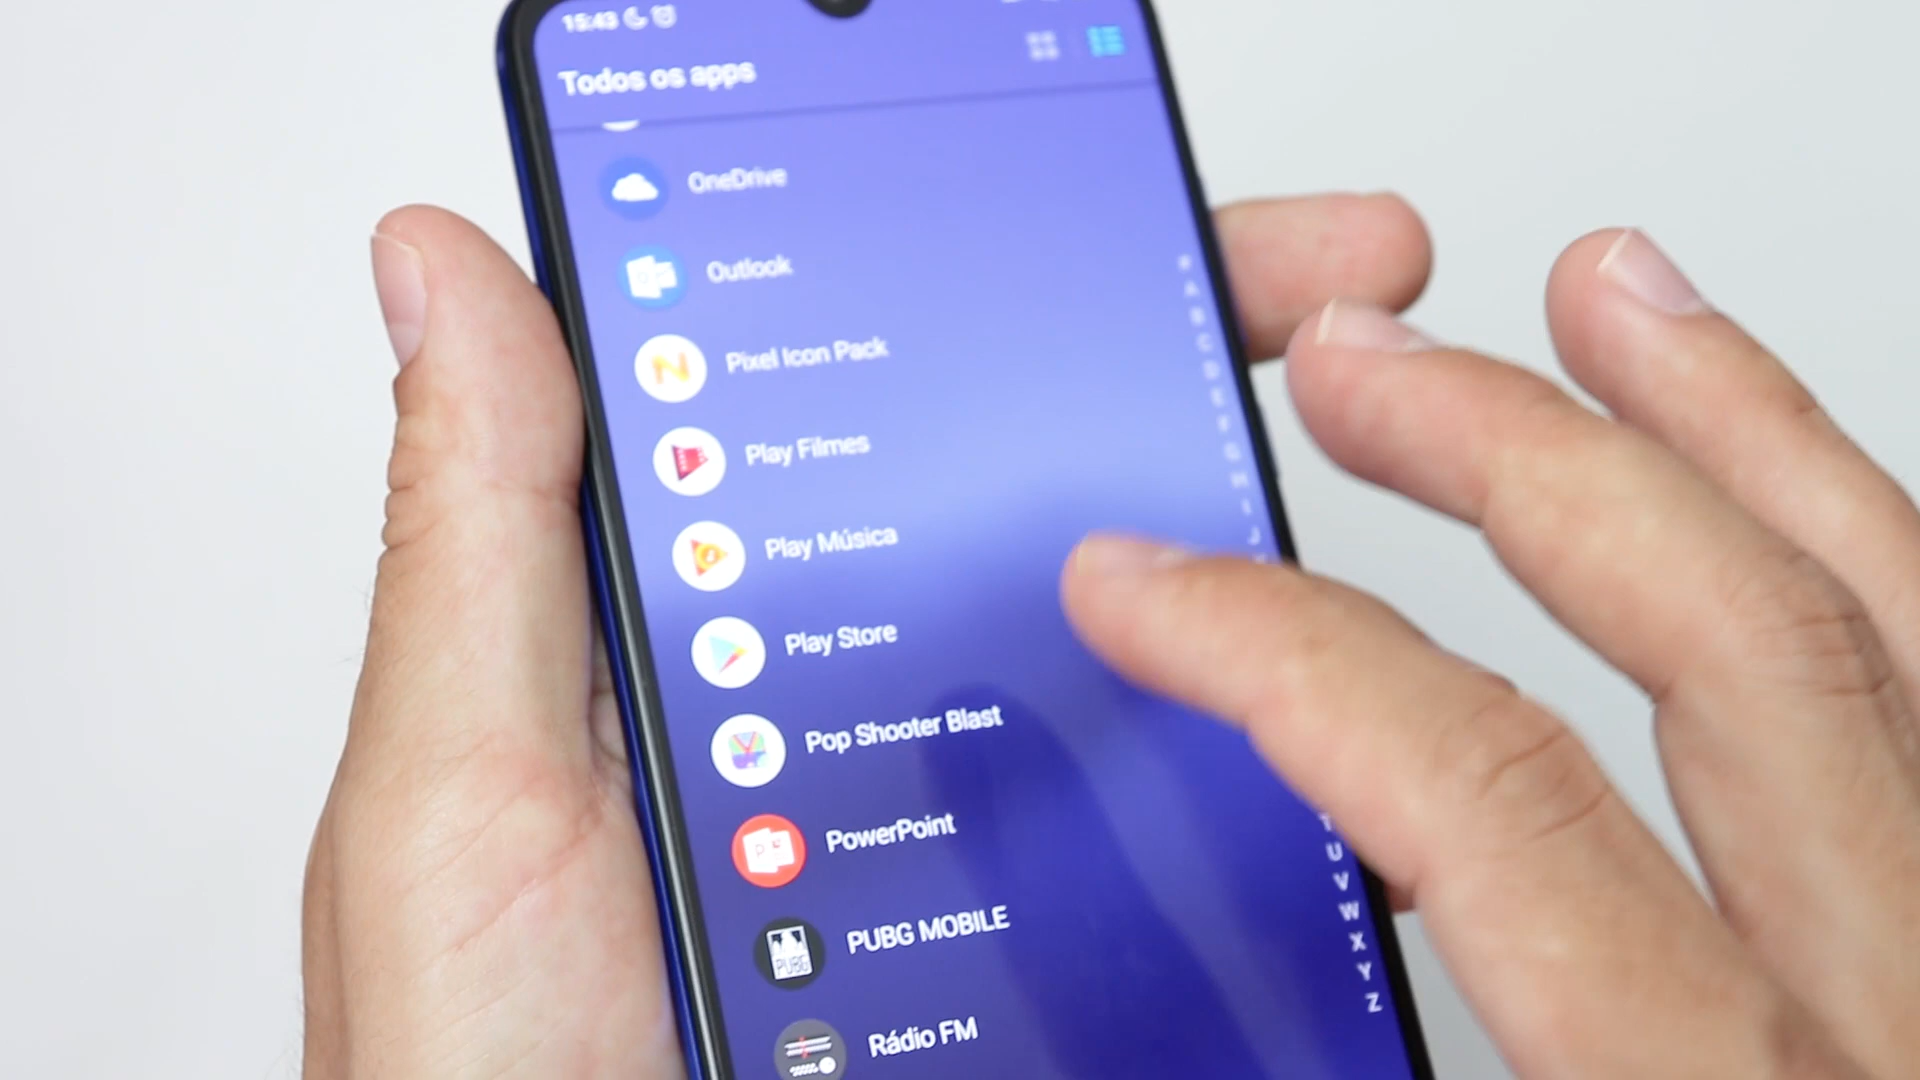 15:43
Todos os apps
OneDrive
Outlook
Pixel Icon Pack
Play Filmes
Play Música
Play Store
Pop Shooter Blast
PowerPoint
PUBG MOBILE
PUBG
Rádio FM
#
A
B
C
D
E
F
G
H
I
J
T
U
V
W
X
Y
Z